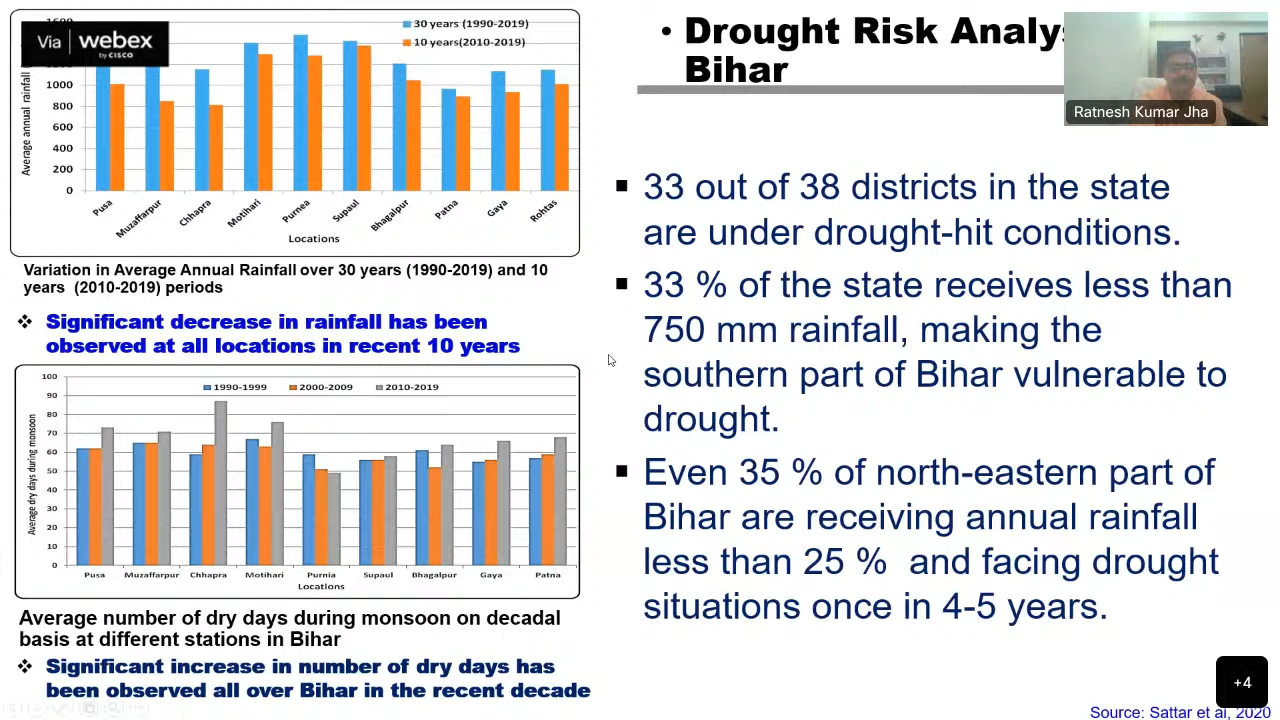 Via webex
by CISCO
1600
1200
1000
800
600
400
200
0
Average annual rainfall
30 years (1990-2019)
10 years(2010-2019)
Pusa
Muzaffarpur
Chhapra
Motihari
Purnea
Supaul
Bhagalpur
Patna
Gaya
Rohtas
Locations
Variation in Average Annual Rainfall over 30 years (1990-2019) and 10
years (2010-2019) periods
❖ Significant decrease in rainfall has been
observed at all locations in recent 10 years
100
90
80
70
60
50
40
30
20
10
0
Average dry days during monsoon
1990-1999 2000-2009 2010-2019
Pusa Muzaffarpur Chhapra Motihari Purnia Supaul Bhagalpur Gaya Patna
Locations
Average number of dry days during monsoon on decadal
basis at different stations in Bihar
❖ Significant increase in number of dry days has
been observed all over Bihar in the recent decade
• Drought Risk Analys
Bihar
Ratnesh Kumar Jha
▪ 33 out of 38 districts in the state
are under drought-hit conditions.
▪ 33 % of the state receives less than
750 mm rainfall, making the
southern part of Bihar vulnerable to
drought.
▪ Even 35 % of north-eastern part of
Bihar are receiving annual rainfall
less than 25 % and facing drought
situations once in 4-5 years.
+4
Source: Sattar et al, 2020